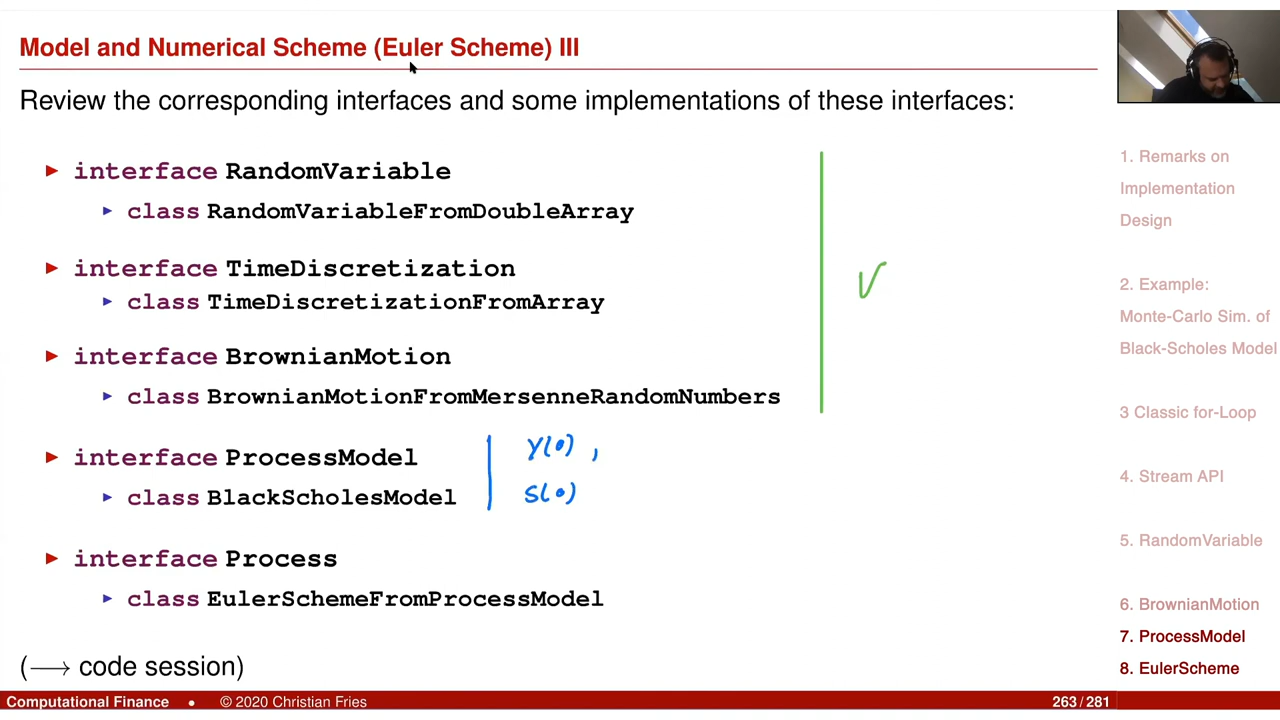 Model and Numerical Scheme (Euler Scheme) III
Review the corresponding interfaces and some implementations of these interfaces:
interface RandomVariable
class RandomVariableFromDoubleArray
interface TimeDiscretization
class TimeDiscretizationFromArray
interface BrownianMotion
class BrownianMotionFromMersenneRandomNumbers
interface ProcessModel
Y(0) ,
class BlackScholesModel
S(0)
interface Process
class EulerSchemeFromProcessModel
(⟶ code session)
1. Remarks on
Implementation
Design
2. Example:
Monte-Carlo Sim. of
Black-Scholes Model
3 Classic for-Loop
4. Stream API
5. RandomVariable
6. BrownianMotion
7. ProcessModel
8. EulerScheme
Computational Finance • © 2020 Christian Fries 263 / 281